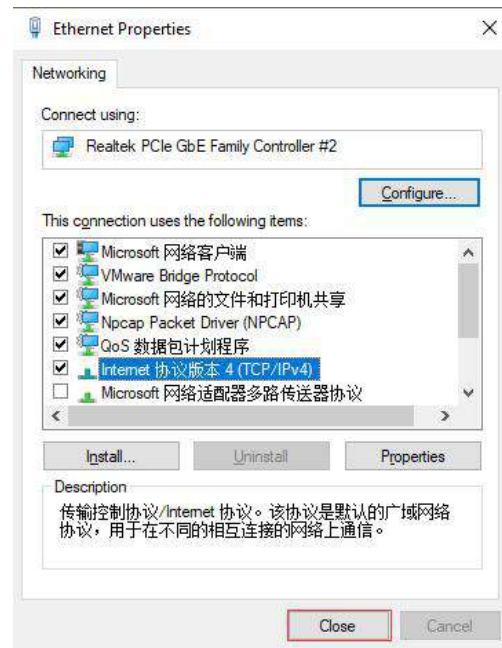 Ethernet Properties
Networking
Connect using:
Realtek PCIe GbE Family Controller #2
Configure...
This connection uses the following items:
Microsoft 网络客户端
VMware Bridge Protocol
Microsoft 网络的文件和打印机共享
Npcap Packet Driver (NPCAP)
QoS 数据包计划程序
Internet 协议版本 4 (TCP/IPv4)
Microsoft 网络适配器多路传送器协议
Install... Uninstall Properties
Description
传输控制协议/Internet 协议。该协议是默认的广域网络
协议，用于在不同的相互连接的网络上通信。
Close Cancel